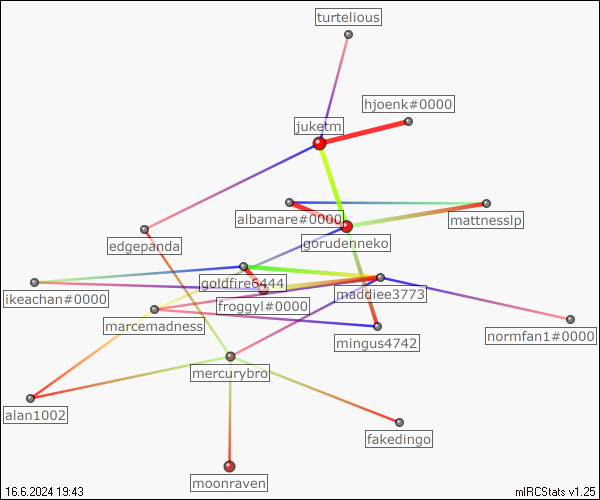 turtelious
hjoenk#0000
juketm
albamare#0000
mattnesslp
gorudenneko
edgepanda
goldfire6444
ikeachan#0000
froggyl#0000
maddiee3773
marcemadness
normfan1#0000
mingus4742
mercurybro
alan1002
fakedingo
moonraven
16.6.2024 19:43
mIRCStats v1.25